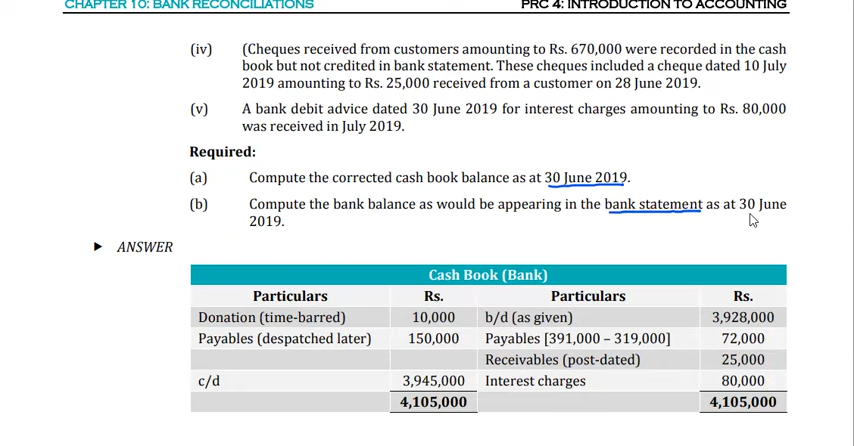 CHAPTER 10: BANK RECONCILIATIONS PRC 4: INTRODUCTION TO ACCOUNTING
(iv) (Cheques received from customers amounting to Rs. 670,000 were recorded in the cash
book but not credited in bank statement. These cheques included a cheque dated 10 July
2019 amounting to Rs. 25,000 received from a customer on 28 June 2019.
(v) A bank debit advice dated 30 June 2019 for interest charges amounting to Rs. 80,000
was received in July 2019.
Required:
(a) Compute the corrected cash book balance as at 30 June 2019.
(b) Compute the bank balance as would be appearing in the bank statement as at 30 June
2019.
ANSWER
Cash Book (Bank)
Particulars Rs. Particulars Rs.
Donation (time-barred) 10,000 b/d (as given) 3,928,000
Payables (despatched later) 150,000 Payables [391,000 – 319,000] 72,000
Receivables (post-dated) 25,000
c/d 3,945,000 Interest charges 80,000
4,105,000 4,105,000